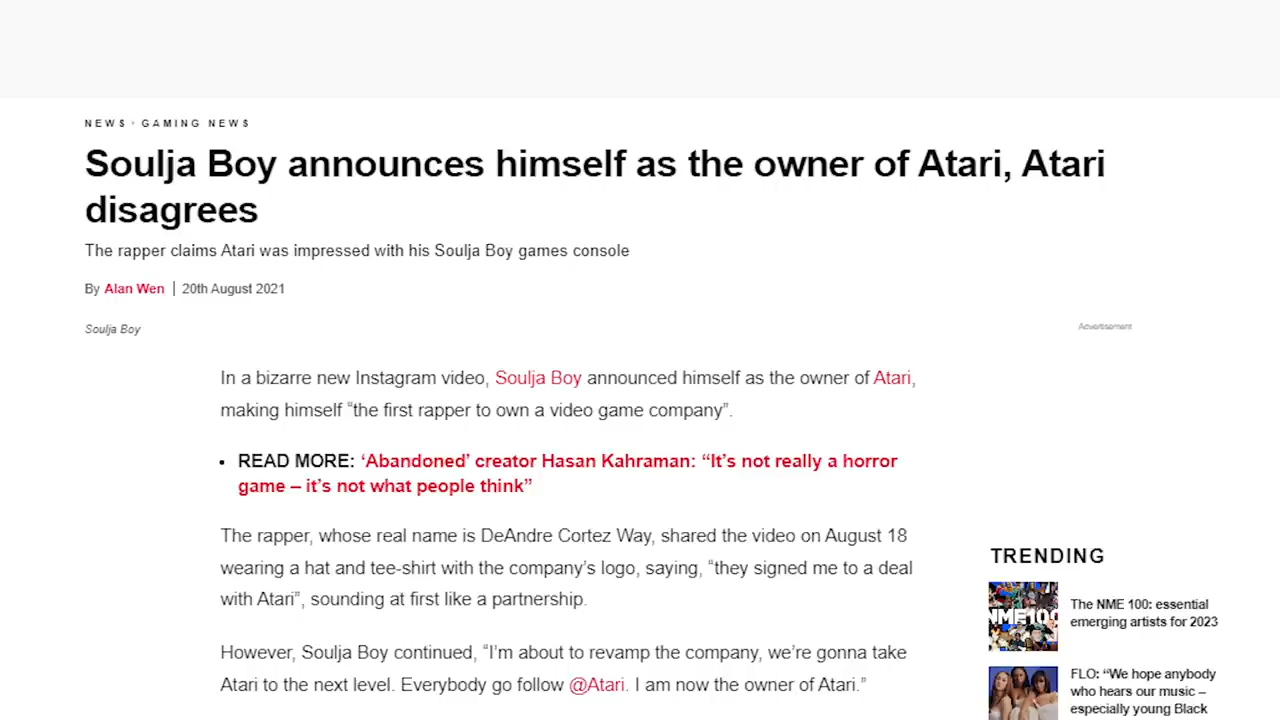 NEWS · GAMING NEWS
Soulja Boy announces himself as the owner of Atari, Atari
disagrees
The rapper claims Atari was impressed with his Soulja Boy games console
By Alan Wen | 20th August 2021
Soulja Boy
Advertisement
In a bizarre new Instagram video, Soulja Boy announced himself as the owner of Atari,
making himself “the first rapper to own a video game company”.
• READ MORE: ‘Abandoned’ creator Hasan Kahraman: “It’s not really a horror
game – it’s not what people think”
The rapper, whose real name is DeAndre Cortez Way, shared the video on August 18
wearing a hat and tee-shirt with the company’s logo, saying, “they signed me to a deal
with Atari”, sounding at first like a partnership.
However, Soulja Boy continued, “I’m about to revamp the company, we’re gonna take
Atari to the next level. Everybody go follow @Atari. I am now the owner of Atari.”
TRENDING
NME100
The NME 100: essential
emerging artists for 2023
FLO: “We hope anybody
who hears our music –
especially young Black